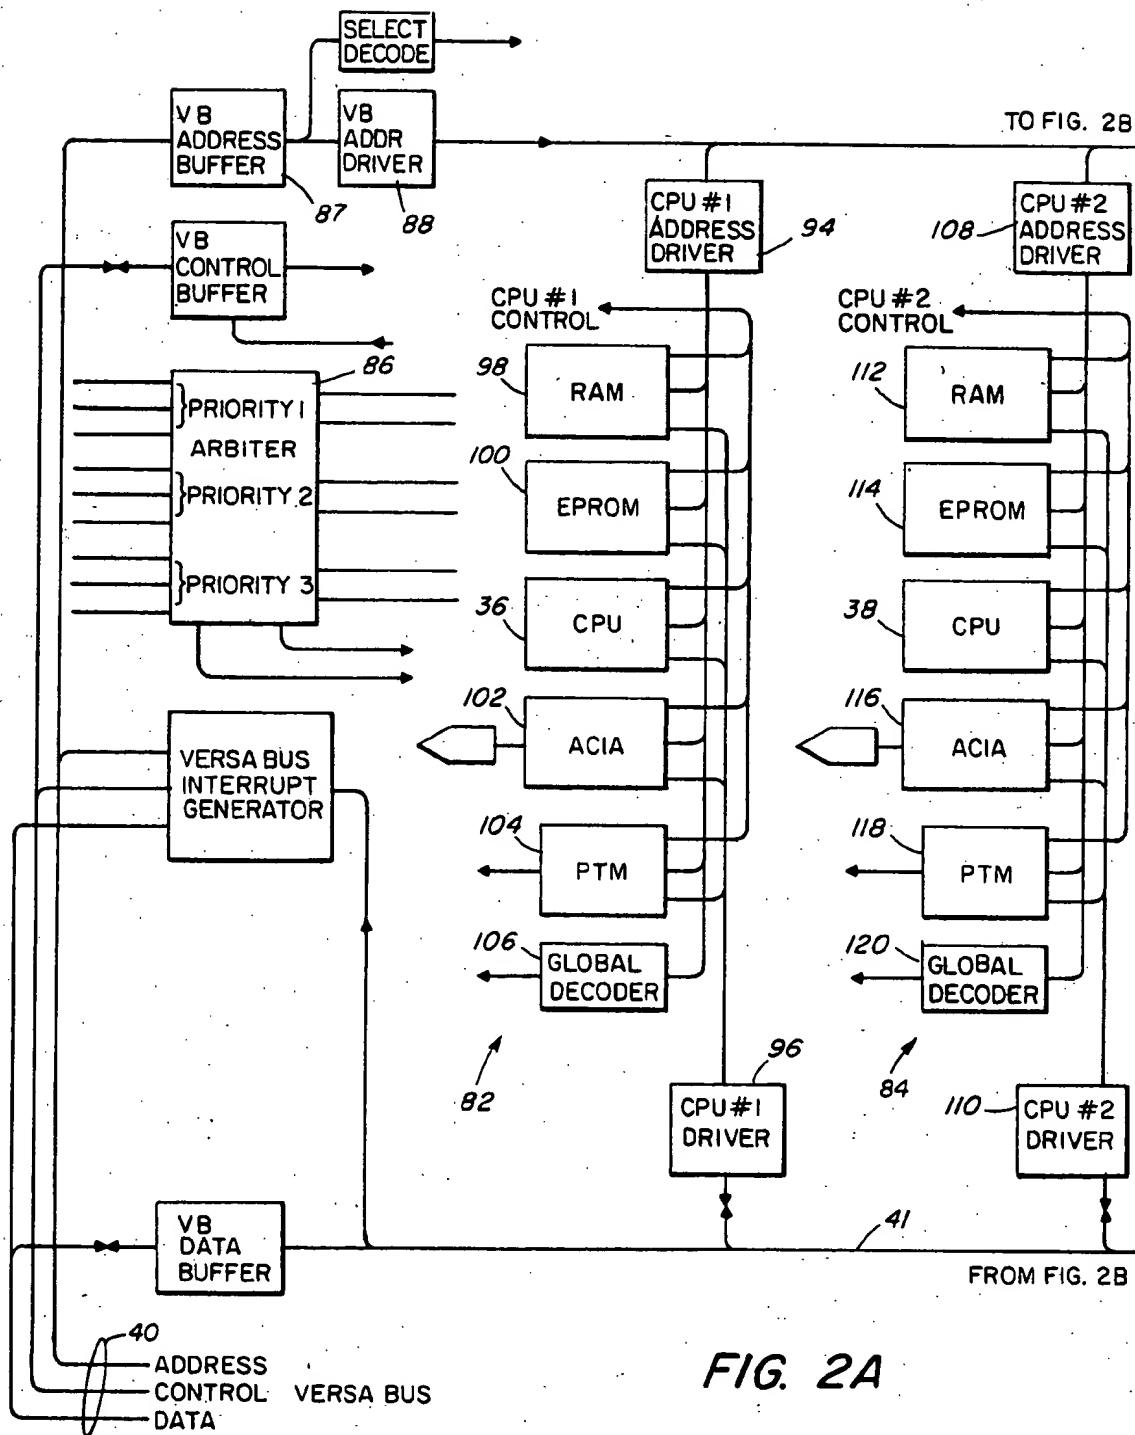 SELECT
DECODE
VB
ADDRESS
BUFFER
87
VB
ADDR
DRIVER
88
TO FIG. 2B
CPU #1
ADDRESS
DRIVER
94
CPU #2
ADDRESS
DRIVER
108
VB
CONTROL
BUFFER
CPU #1
CONTROL
CPU #2
CONTROL
86
PRIORITY 1
ARBITER
PRIORITY 2
PRIORITY 3
98
RAM
100
EPROM
36
CPU
102
ACIA
104
PTM
106
GLOBAL
DECODER
82
112
RAM
114
EPROM
38
CPU
116
ACIA
118
PTM
120
GLOBAL
DECODER
84
VERSA BUS
INTERRUPT
GENERATOR
96
CPU #1
DRIVER
110
CPU #2
DRIVER
VB
DATA
BUFFER
41
FROM FIG. 2B
40
ADDRESS
CONTROL VERSA BUS
DATA
FIG. 2A